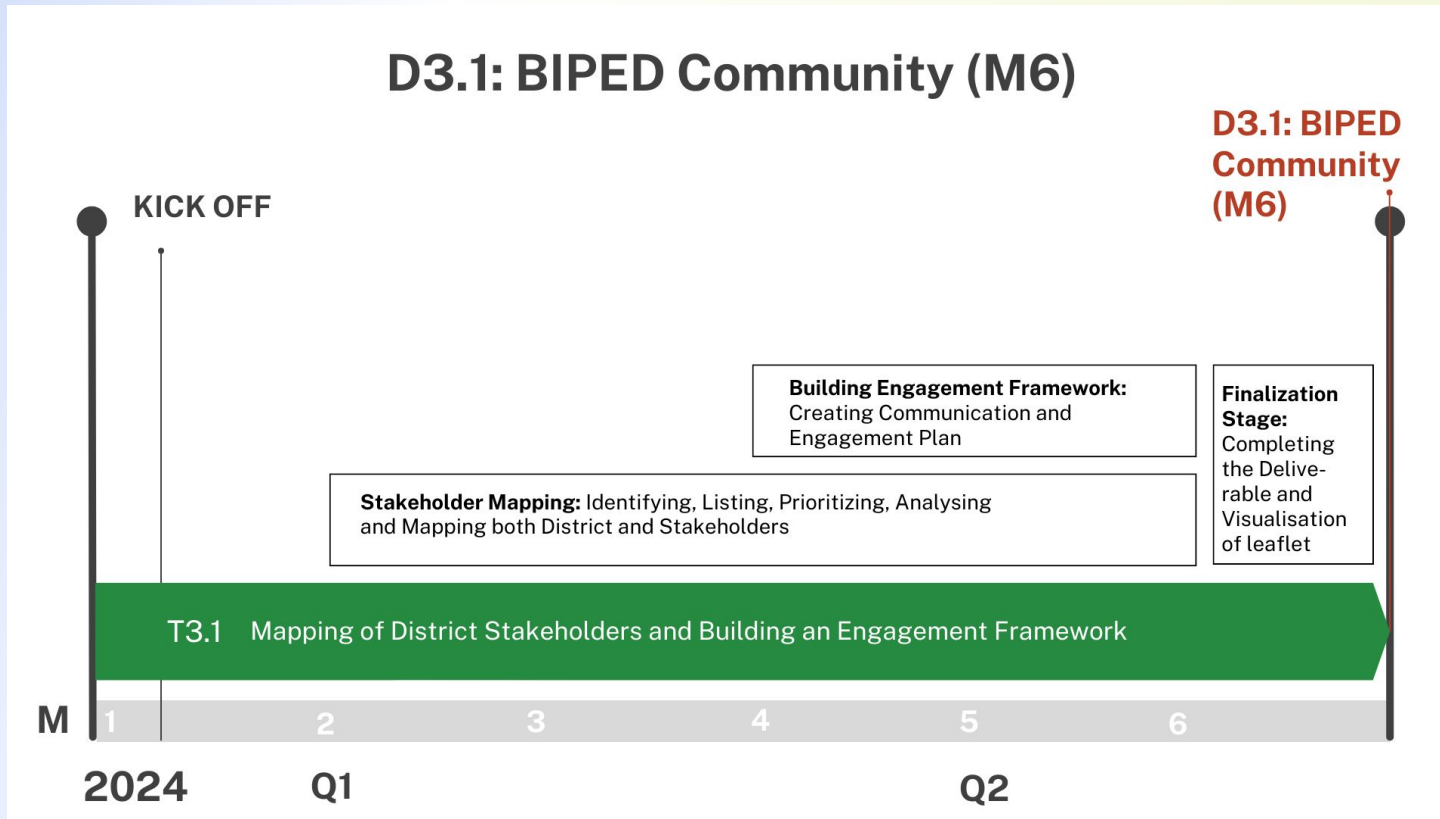 D3.1: BIPED Community (M6)
D3.1: BIPED
Community
(M6)
KICK OFF
Building Engagement Framework:
Creating Communication and
Engagement Plan
Finalization
Stage:
Completing
the Delive-
rable and
Visualisation
of leaflet
Stakeholder Mapping: Identifying, Listing, Prioritizing, Analysing
and Mapping both District and Stakeholders
T3.1 Mapping of District Stakeholders and Building an Engagement Framework
M 1 2 3 4 5 6
2024 Q1 Q2